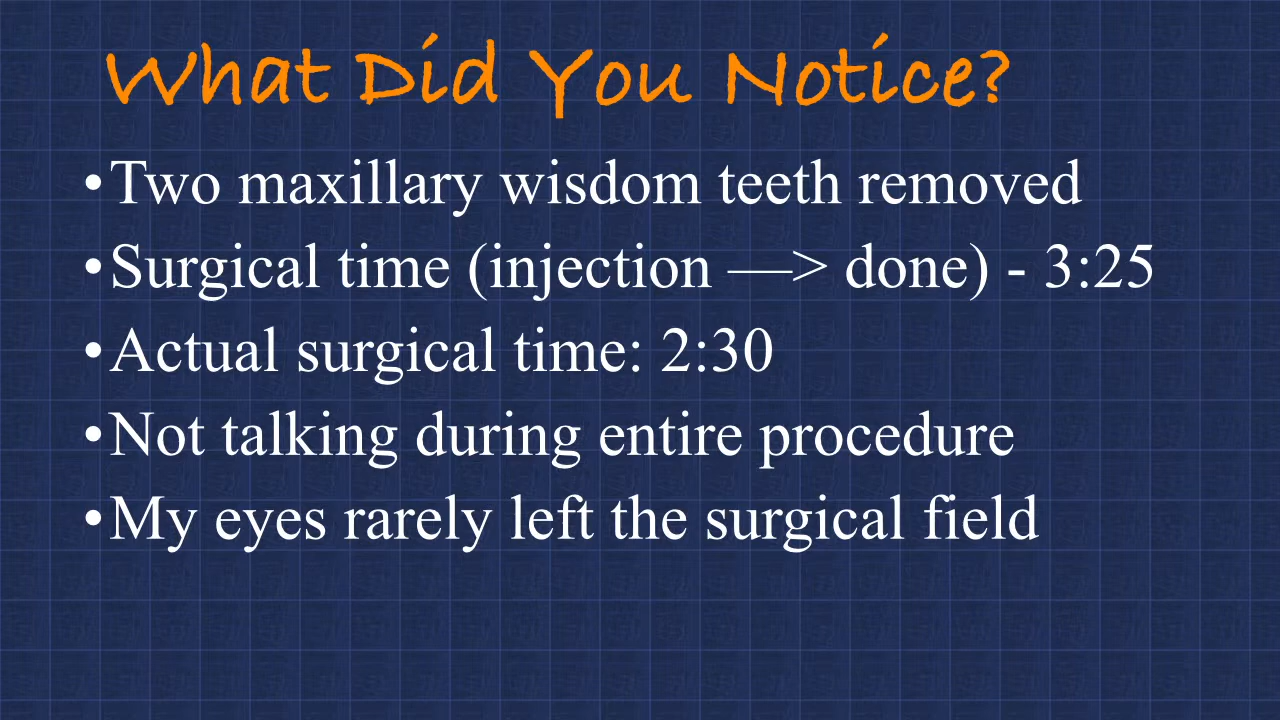 What Did You Notice?
•Two maxillary wisdom teeth removed
•Surgical time (injection —> done) - 3:25
•Actual surgical time: 2:30
•Not talking during entire procedure
•My eyes rarely left the surgical field